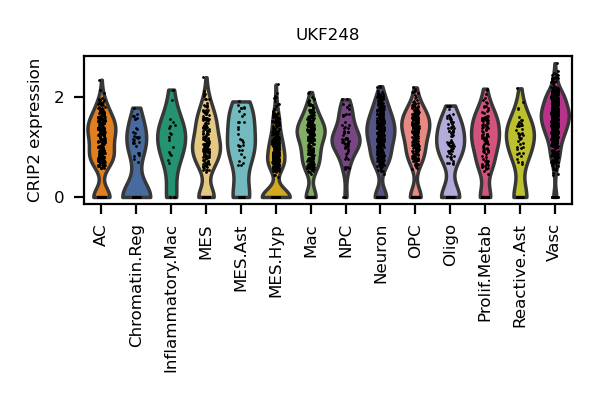 UKF248
CRIP2 expression
2
0
AC
Chromatin.Reg
Inflammatory.Mac
MES
MES.Ast
MES.Hyp
Mac
NPC
Neuron
OPC
Oligo
Prolif.Metab
Reactive.Ast
Vasc